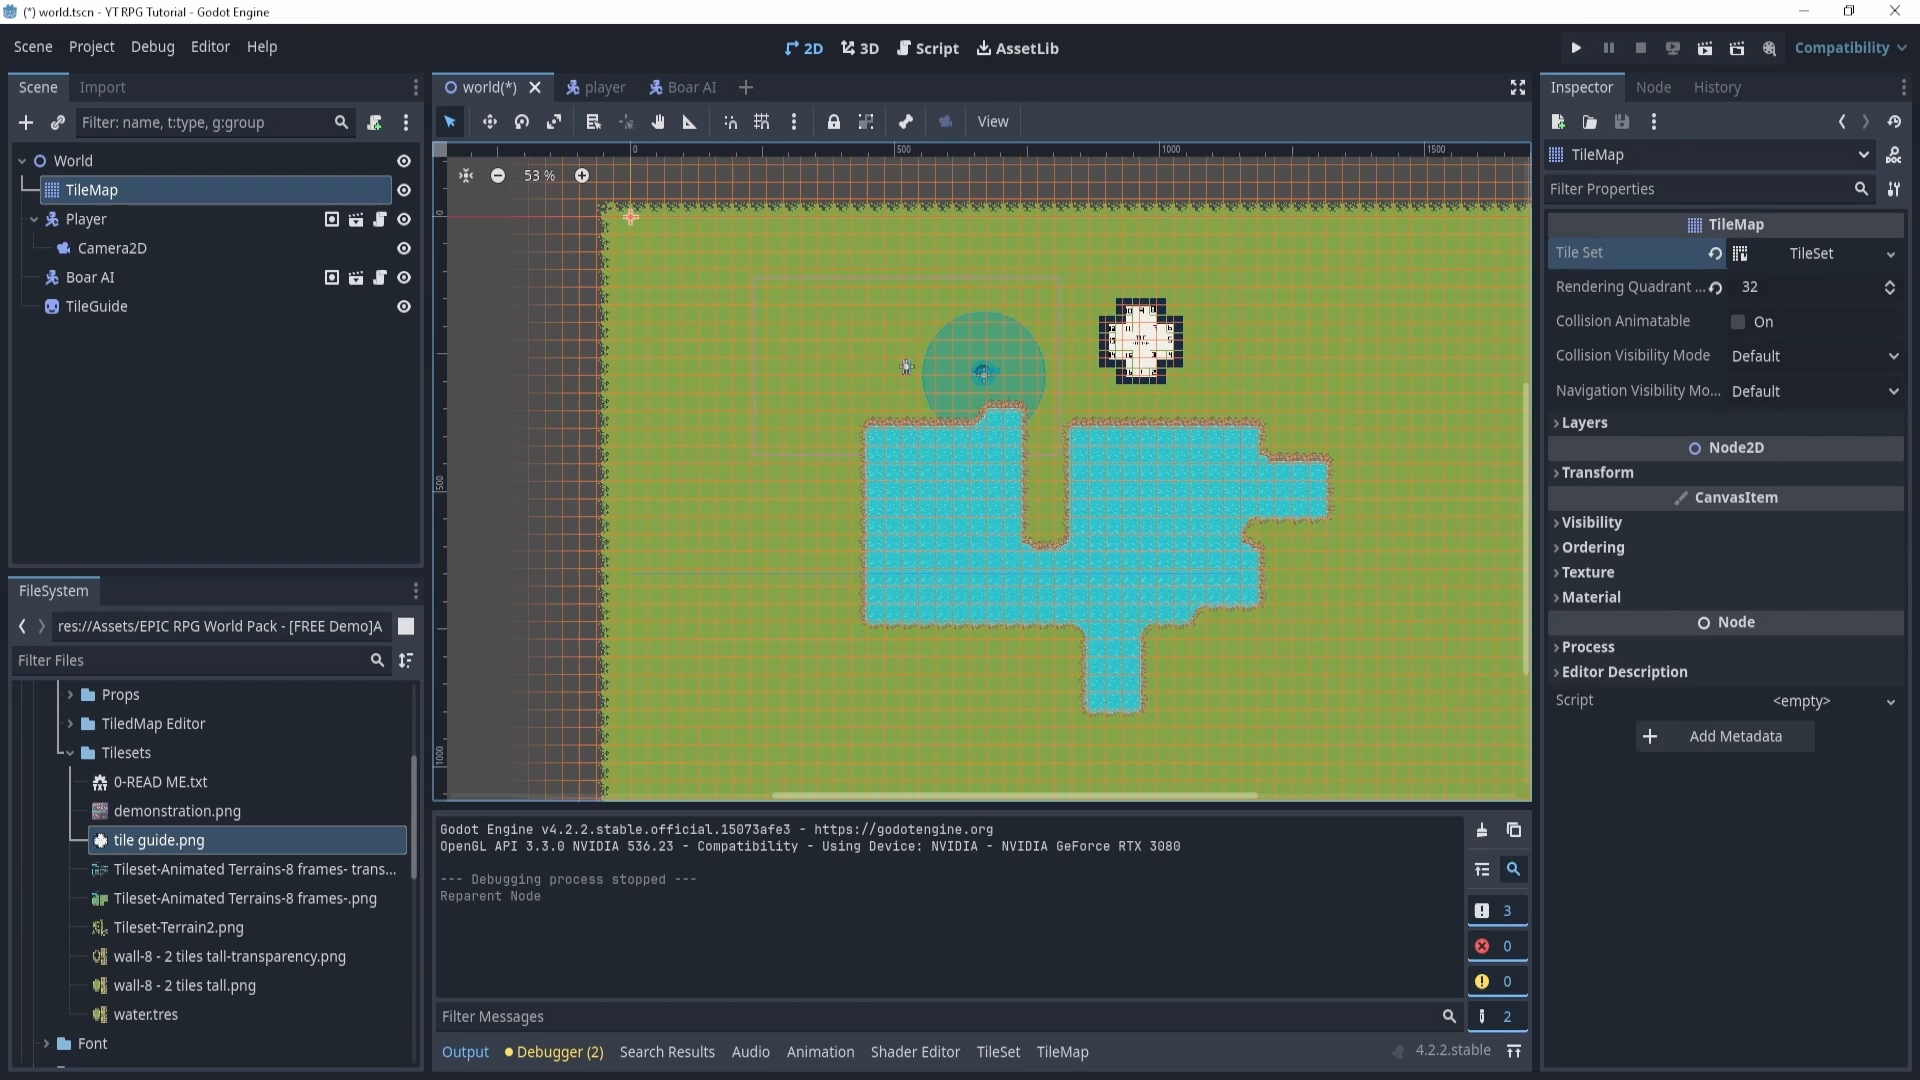 (*) world.tscn - YT RPG Tutorial - Godot Engine
Scene Project Debug Editor Help
2D 3D Script AssetLib
Compatibility
Scene Import
world(*) player Boar AI
Inspector Node History
Filter: name, t:type, g:group
View
World
TileMap
Player
Camera2D
Boar AI
TileGuide
0 500 1000 1500
53 %
0
500
1000
TileMap
Filter Properties
TileMap
Tile Set TileSet
Rendering Quadrant ... 32
Collision Animatable On
Collision Visibility Mode Default
Navigation Visibility Mo... Default
Layers
Node2D
Transform
CanvasItem
Visibility
Ordering
Texture
Material
Node
Process
Editor Description
Script <empty>
Add Metadata
FileSystem
res://Assets/EPIC RPG World Pack - [FREE Demo]A
Filter Files
Props
TiledMap Editor
Tilesets
0-READ ME.txt
demonstration.png
tile guide.png
Tileset-Animated Terrains-8 frames- trans...
Tileset-Animated Terrains-8 frames-.png
Tileset-Terrain2.png
wall-8 - 2 tiles tall-transparency.png
wall-8 - 2 tiles tall.png
water.tres
Font
Godot Engine v4.2.2.stable.official.15073afe3 - https://godotengine.org
OpenGL API 3.3.0 NVIDIA 536.23 - Compatibility - Using Device: NVIDIA - NVIDIA GeForce RTX 3080
--- Debugging process stopped ---
Reparent Node
3
0
0
2
Filter Messages
Output Debugger (2) Search Results Audio Animation Shader Editor TileSet TileMap
4.2.2.stable